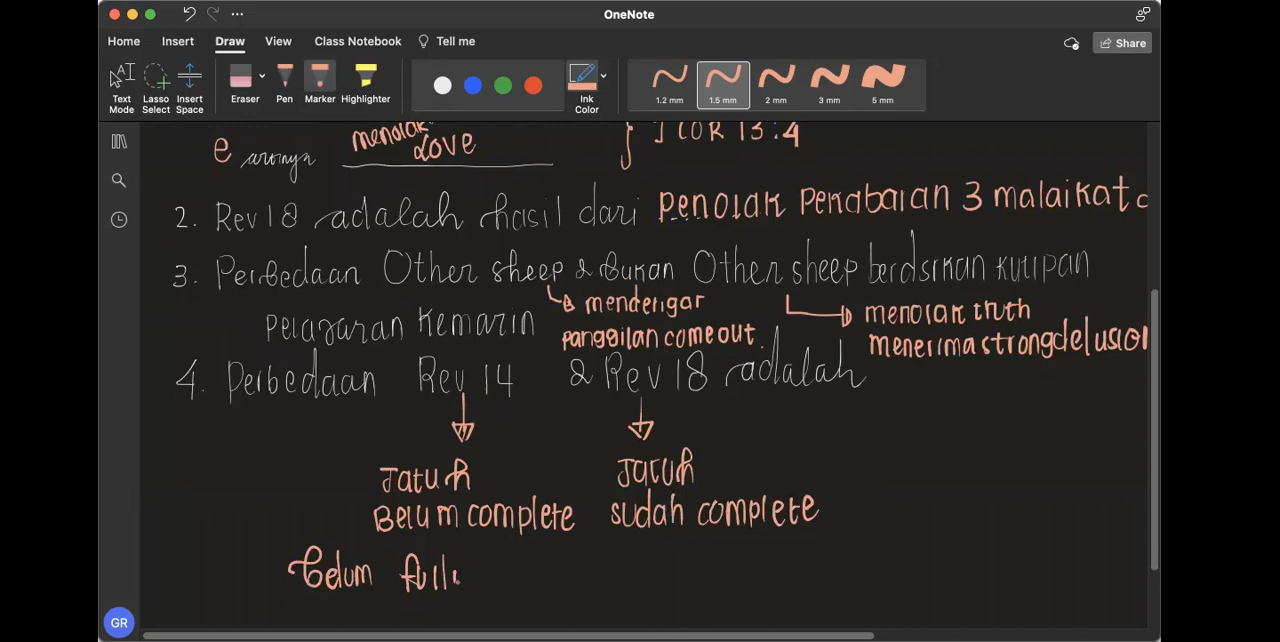 OneNote
Home Insert Draw View Class Notebook Tell me
Share
Text Mode
Lasso Select
Insert Space
Eraser
Pen
Marker
Highlighter
Ink Color
1.2 mm
1.5 mm
2 mm
3 mm
5 mm
menolak
e LOVE
1 COR 13:4
2. Rev 18 adalah hasil dari penolak Pekabaran 3 malaikat
3. Perbedaan Other sheep & Bukan Other sheep berdsrkan kutipan
pelajaran kemarin
mendengar
panggilan come out.
menolak truth
menerima strong delusion
4. Perbedaan Rev 14 & Rev 18 adalah
Jatuh
Belum complete
Jatuh
sudah complete
Belum
GR